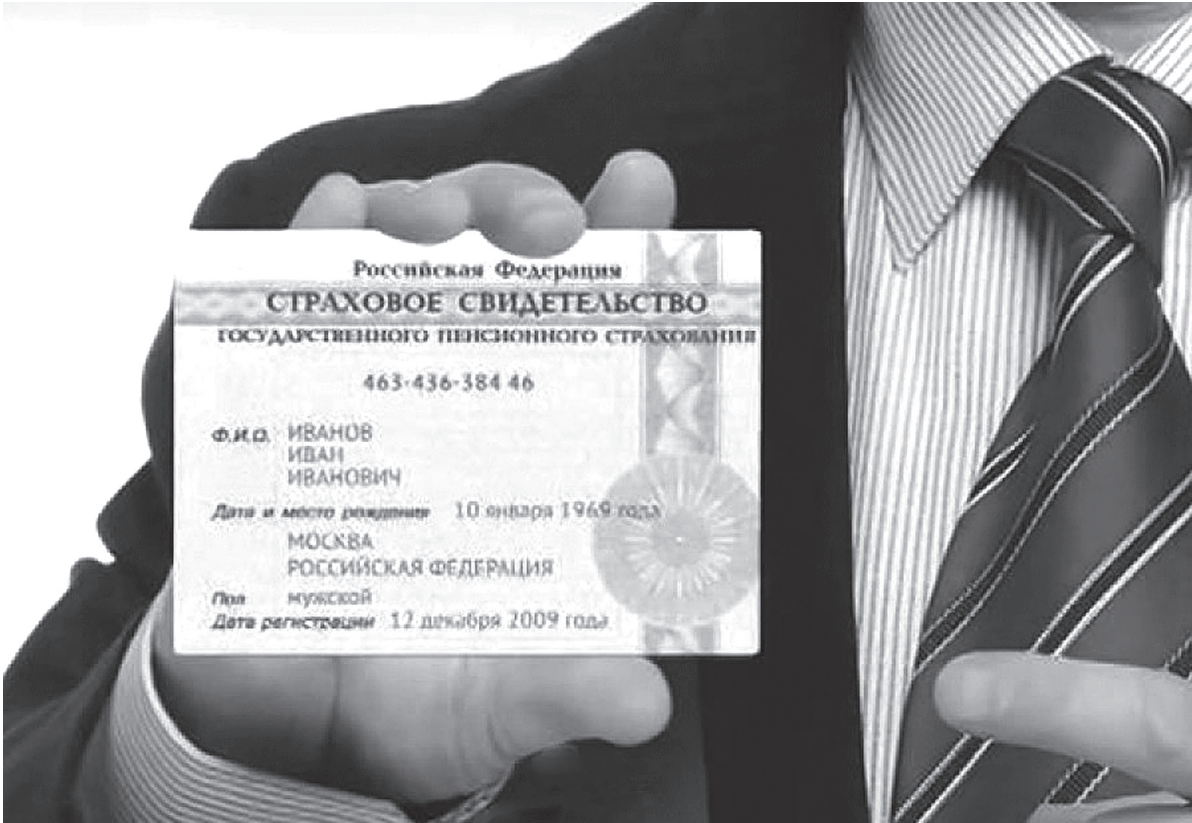 Российская Федерация
СТРАХОВОЕ СВИДЕТЕЛЬСТВО
ГОСУДАРСТВЕННОГО ПЕНСИОННОГО СТРАХОВАНИЯ
463-436-384 46
Ф.И.О. ИВАНОВ
ИВАН
ИВАНОВИЧ
Дата и место рождения 10 января 1969 года
МОСКВА
РОССИЙСКАЯ ФЕДЕРАЦИЯ
Пол мужской
Дата регистрации 12 декабря 2009 года